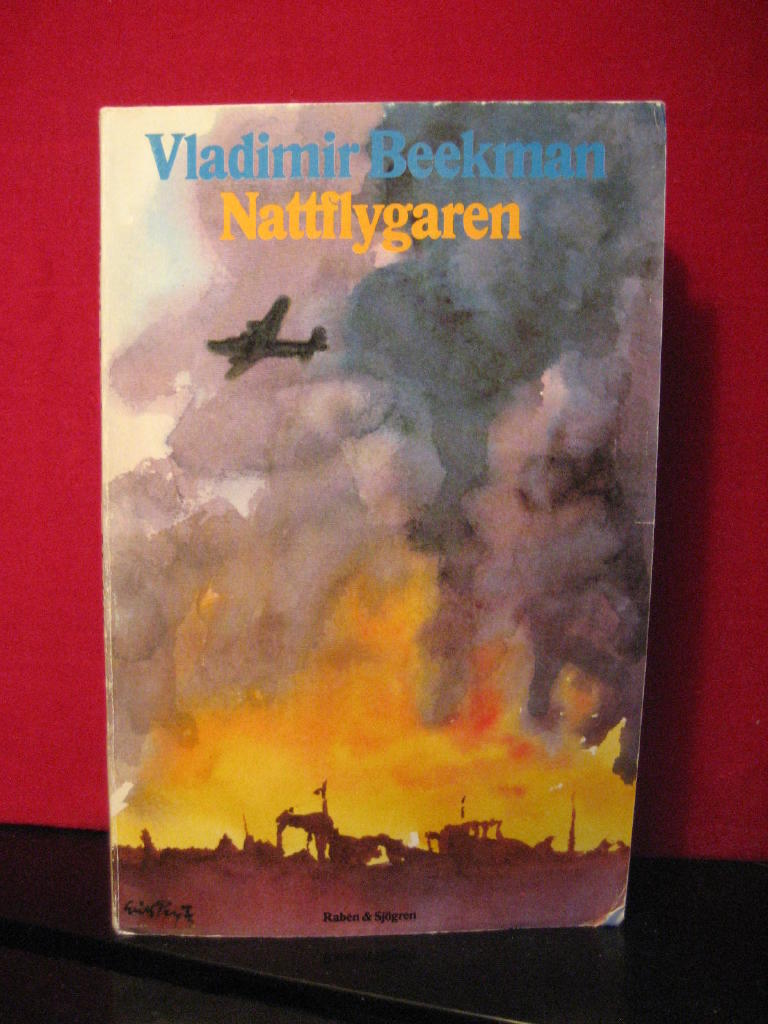 Vladimir Beekman
Nattflygaren
Rabén & Sjögren